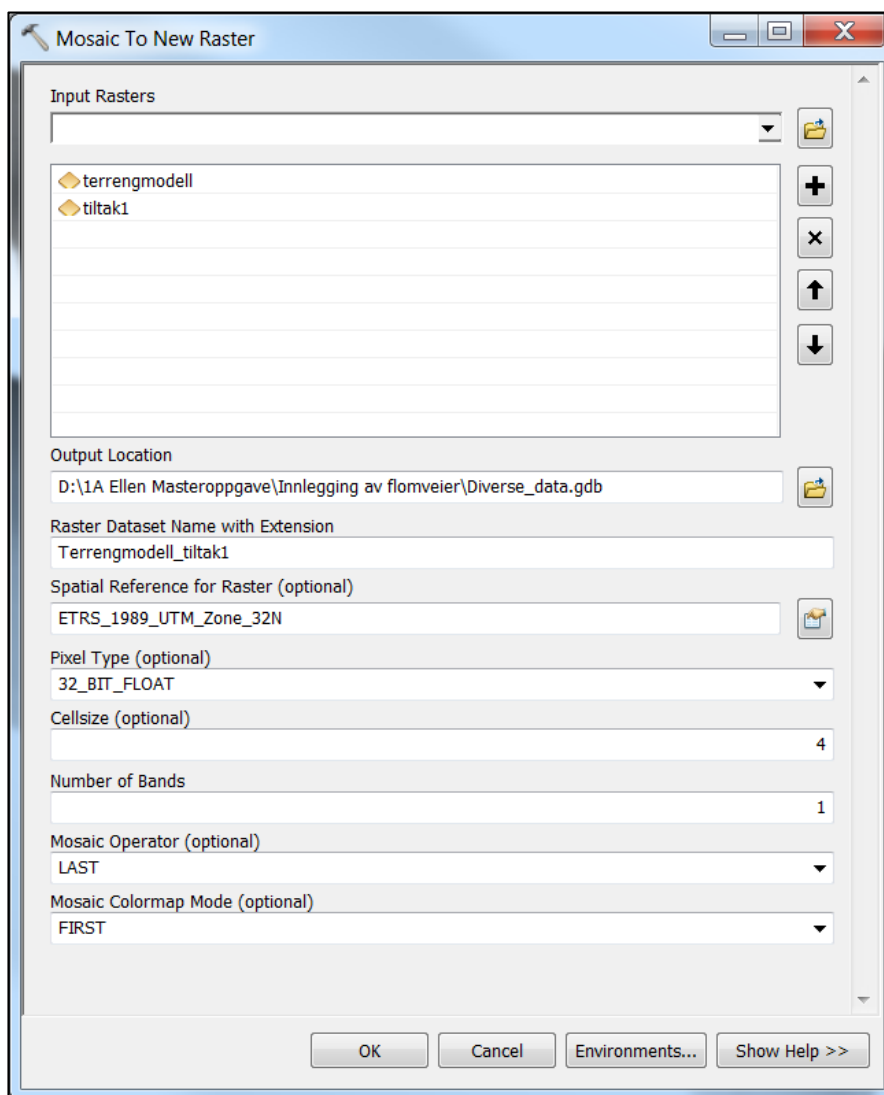 Mosaic To New Raster
Input Rasters
terrengmodell
tiltak1
Output Location
D:\1A Ellen Masteroppgave\Innlegging av flomveier\Diverse_data.gdb
Raster Dataset Name with Extension
Terrengmodell_tiltak1
Spatial Reference for Raster (optional)
ETRS_1989_UTM_Zone_32N
Pixel Type (optional)
32_BIT_FLOAT
Cellsize (optional)
4
Number of Bands
1
Mosaic Operator (optional)
LAST
Mosaic Colormap Mode (optional)
FIRST
OK Cancel Environments... Show Help >>